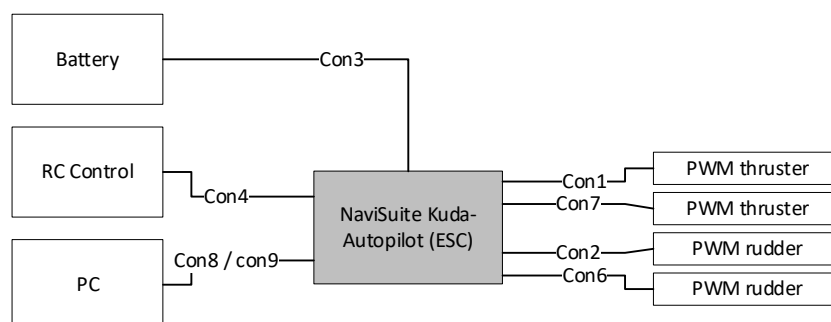 Battery
Con3
RC Control
Con4
PC
Con8 / con9
NaviSuite Kuda-
Autopilot (ESC)
Con1
PWM thruster
Con7
PWM thruster
Con2
PWM rudder
Con6
PWM rudder